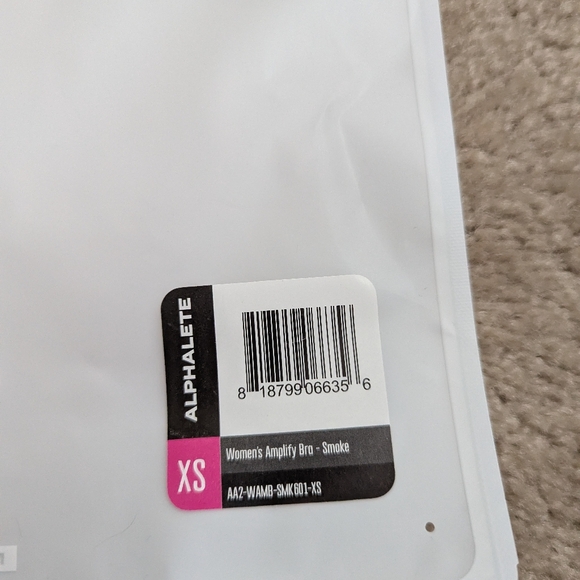 ALPHALETE
8 18799 06635 6
XS
Women's Amplify Bra - Smoke
AA2-WAMB-SMK601-XS